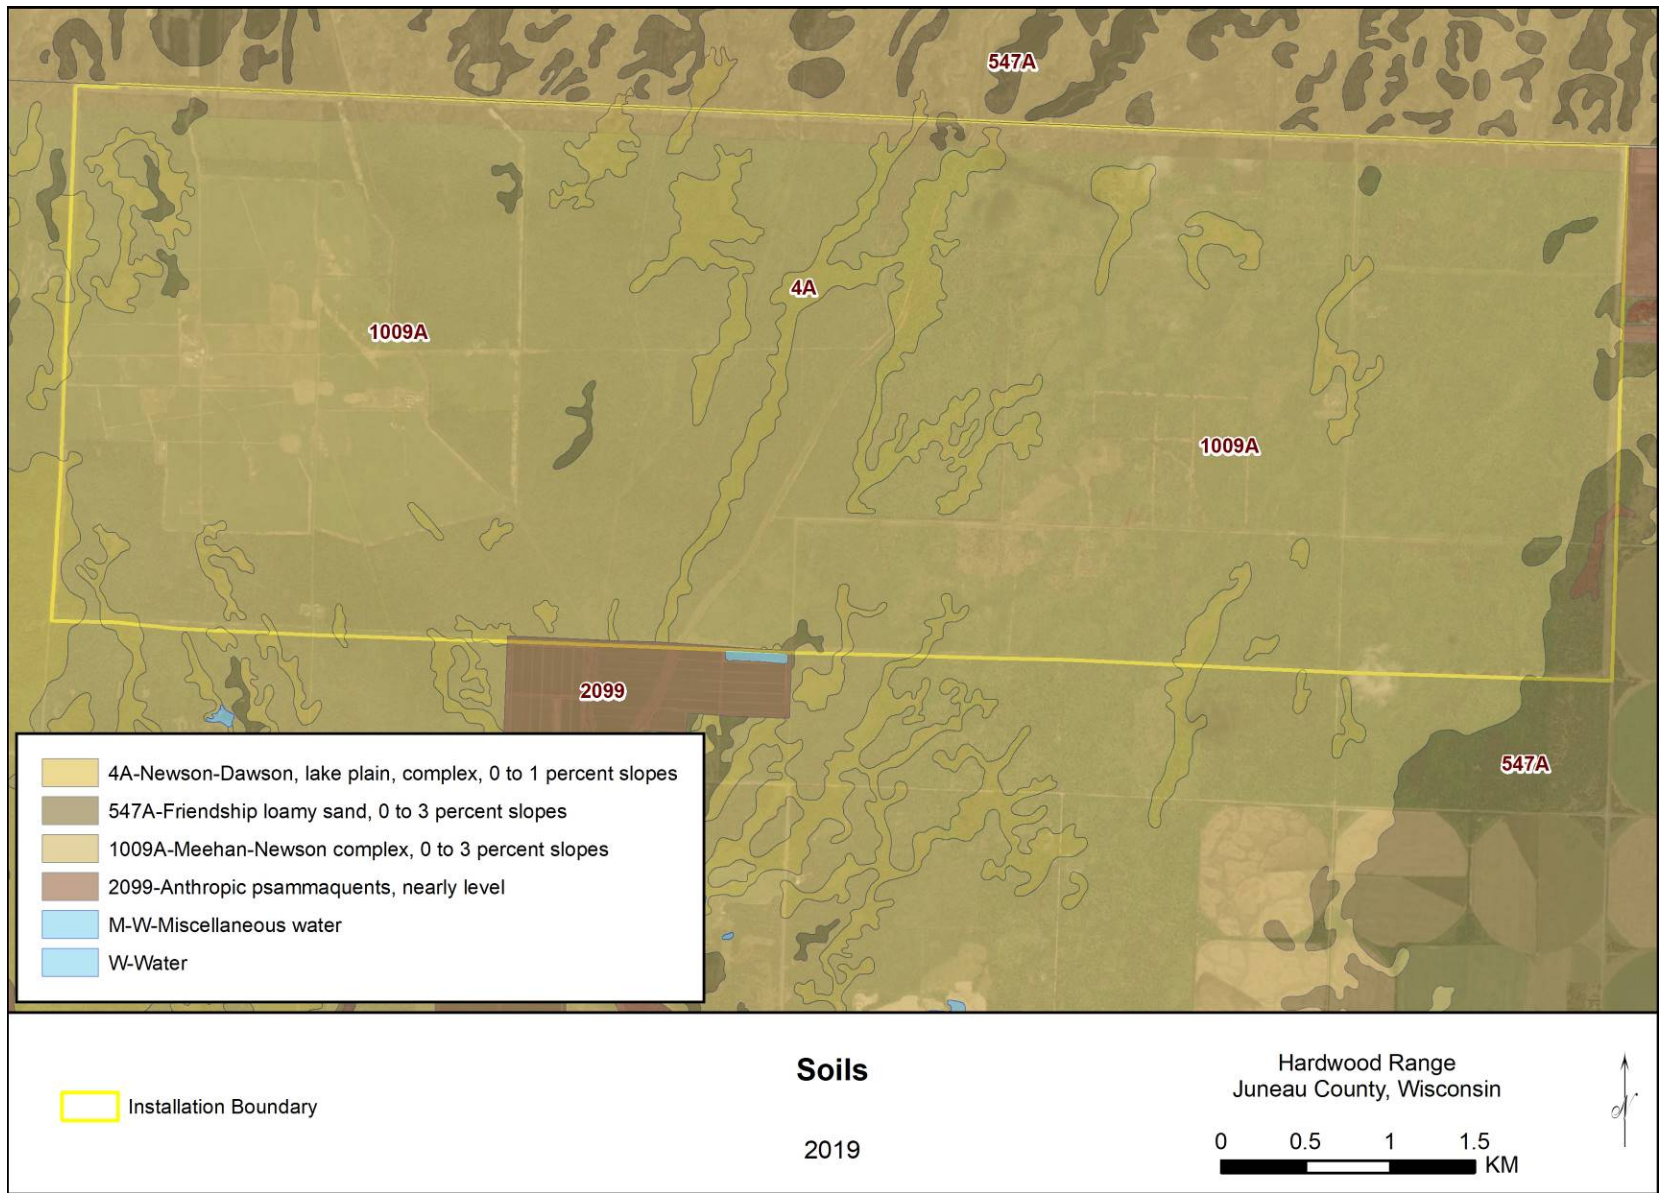 547A
4A
1009A
1009A
2099
547A
4A-Newson-Dawson, lake plain, complex, 0 to 1 percent slopes
547A-Friendship loamy sand, 0 to 3 percent slopes
1009A-Meehan-Newson complex, 0 to 3 percent slopes
2099-Anthropic psammaquents, nearly level
M-W-Miscellaneous water
W-Water
Installation Boundary
Soils
2019
Hardwood Range
Juneau County, Wisconsin
0 0.5 1 1.5
KM
N